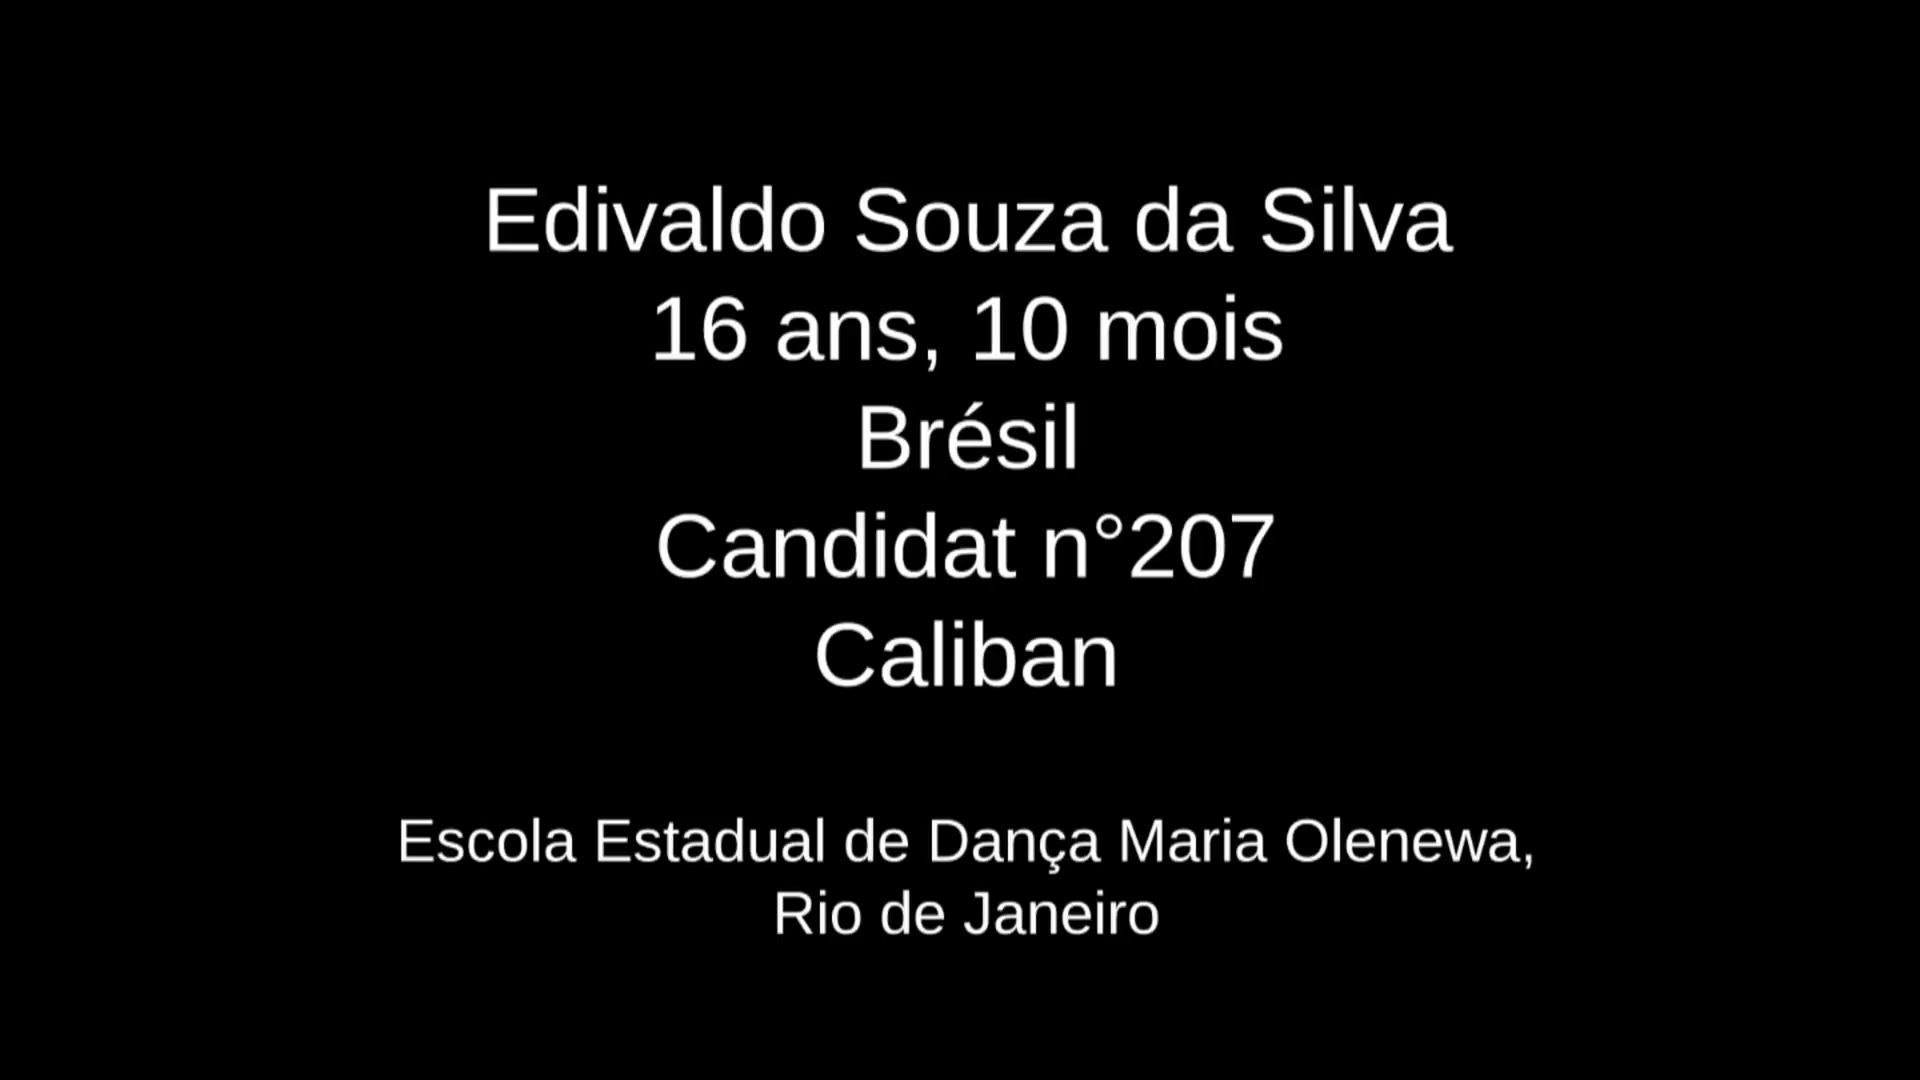 Edivaldo Souza da Silva
16 ans, 10 mois
Brésil
Candidat n°207
Caliban
Escola Estadual de Dança Maria Olenewa,
Rio de Janeiro